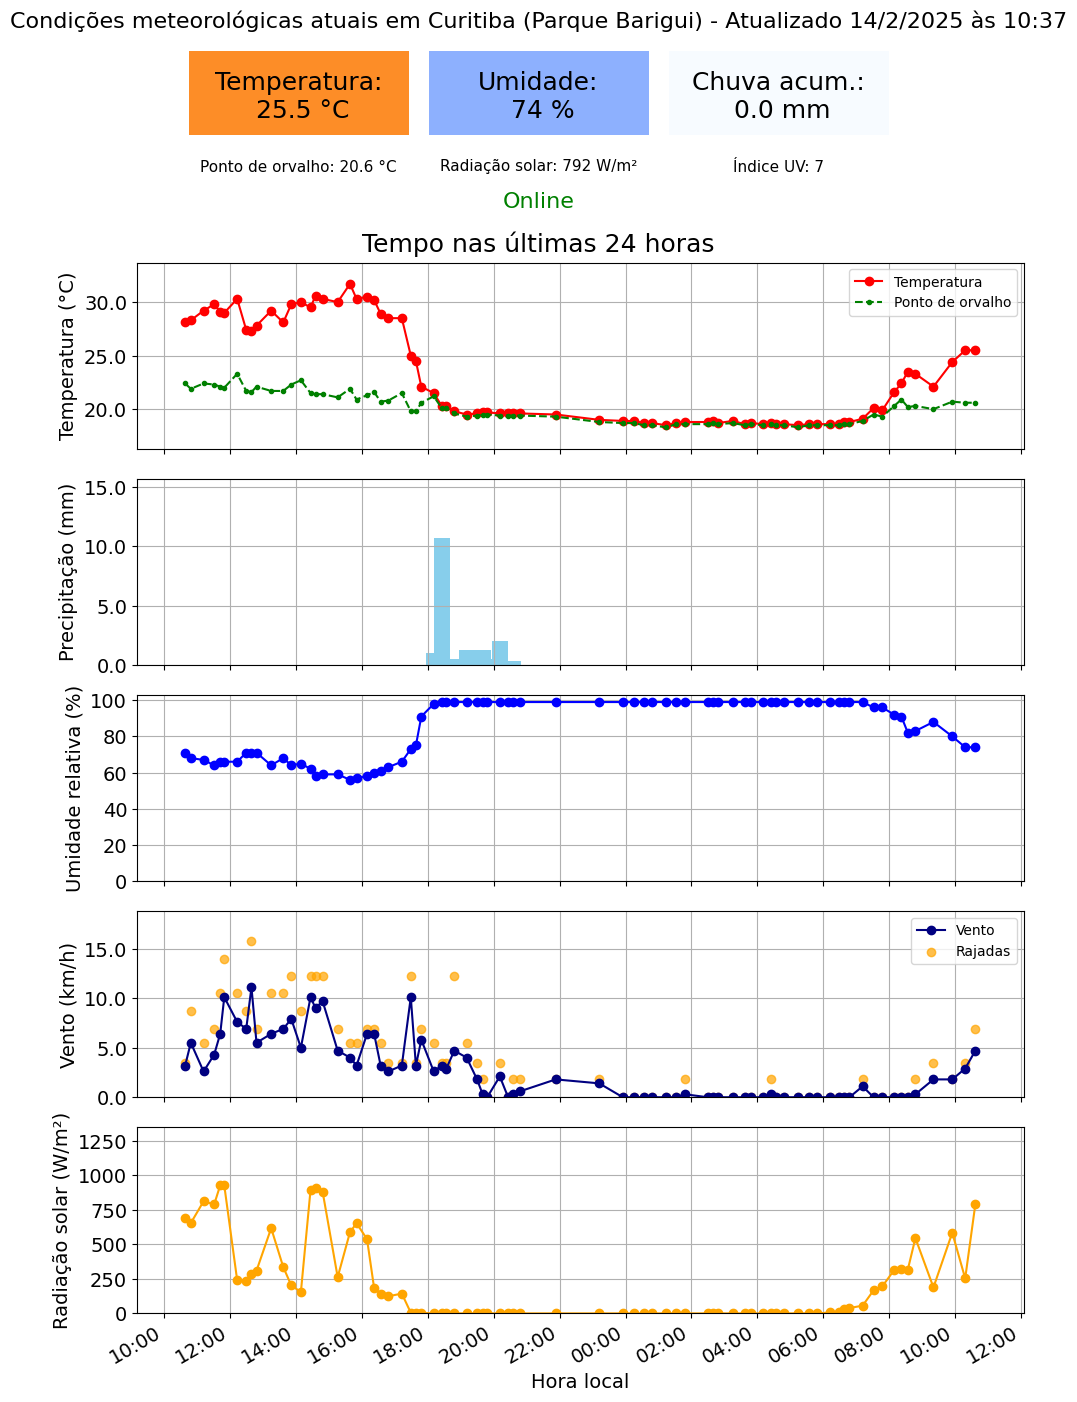 Condições meteorológicas atuais em Curitiba (Parque Barigui) - Atualizado 14/2/2025 às 10:37
Temperatura:
25.5 °C
Umidade:
74 %
Chuva acum.:
0.0 mm
Ponto de orvalho: 20.6 °C
Radiação solar: 792 W/m²
Índice UV: 7
Online
Tempo nas últimas 24 horas
Temperatura (°C)
30.0
25.0
20.0
Temperatura
Ponto de orvalho
Precipitação (mm)
15.0
10.0
5.0
0.0
Umidade relativa (%)
100
80
60
40
20
0
Vento (km/h)
15.0
10.0
5.0
0.0
Vento
Rajadas
Radiação solar (W/m²)
1250
1000
750
500
250
0
10:00
12:00
14:00
16:00
18:00
20:00
22:00
00:00
02:00
04:00
06:00
08:00
10:00
12:00
Hora local